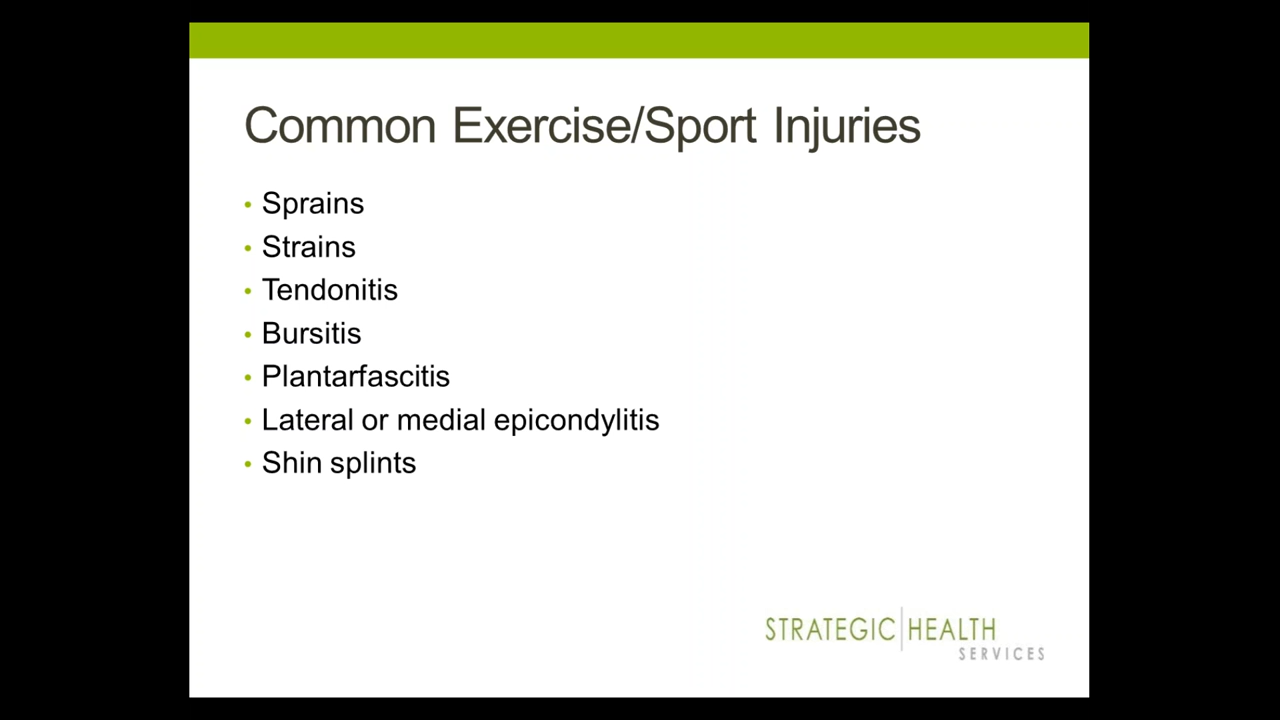 Common Exercise/Sport Injuries
• Sprains
• Strains
• Tendonitis
• Bursitis
• Plantarfascitis
• Lateral or medial epicondylitis
• Shin splints
STRATEGIC HEALTH
SERVICES